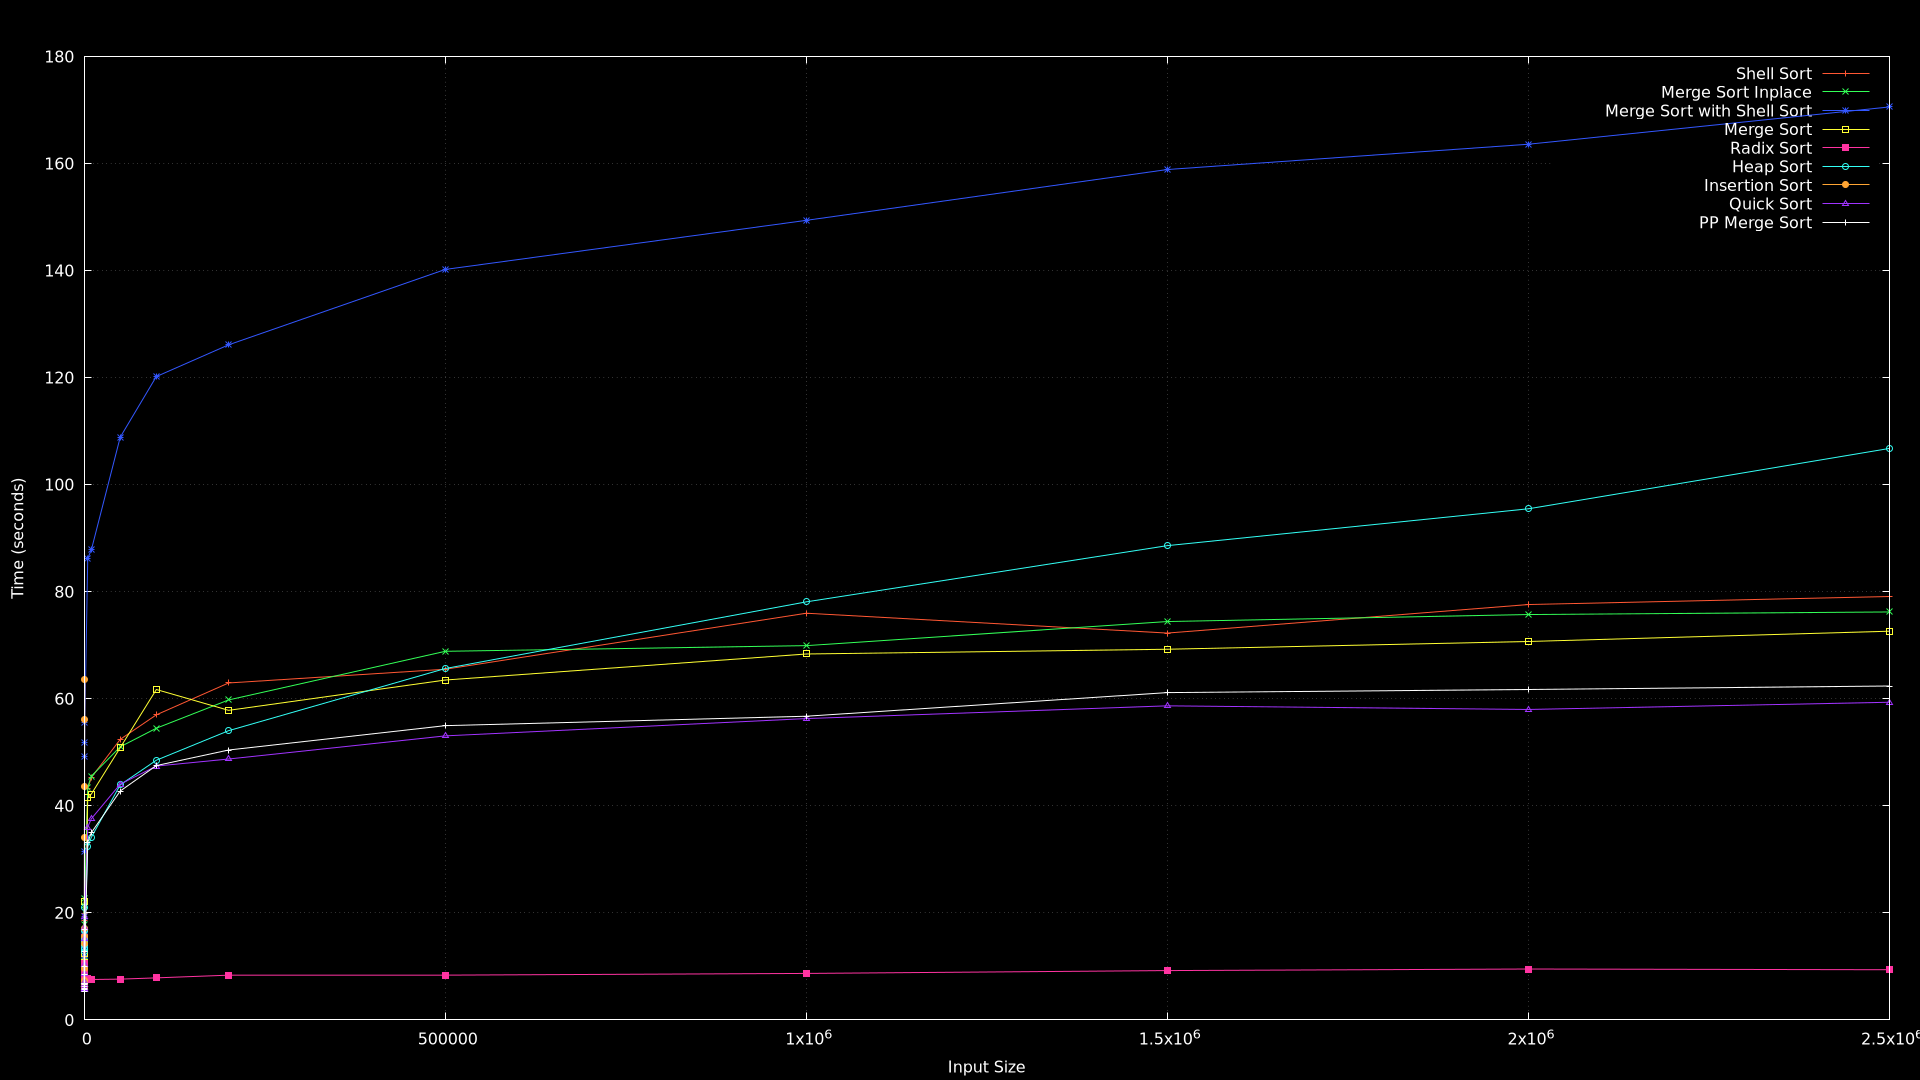 180
160
140
120
100
80
60
40
20
0
Time (seconds)
Shell Sort
Merge Sort Inplace
Merge Sort with Shell Sort
Merge Sort
Radix Sort
Heap Sort
Insertion Sort
Quick Sort
PP Merge Sort
0 500000 1x10⁶ 1.5x10⁶ 2x10⁶ 2.5x10⁶
Input Size